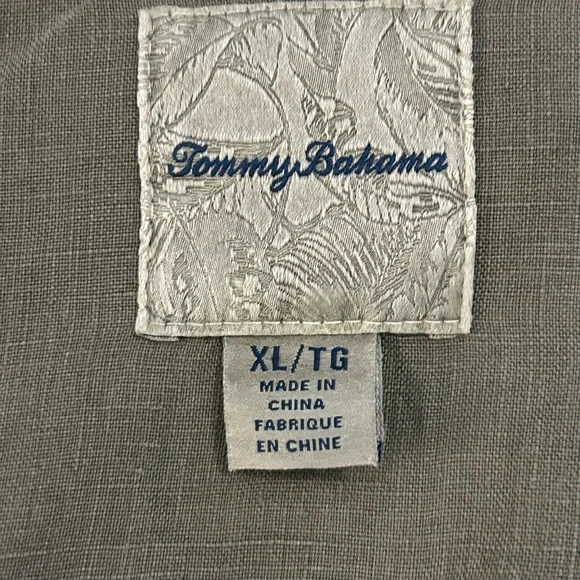 Tommy Bahama
XL/TG
MADE IN
CHINA
FABRIQUE
EN CHINE